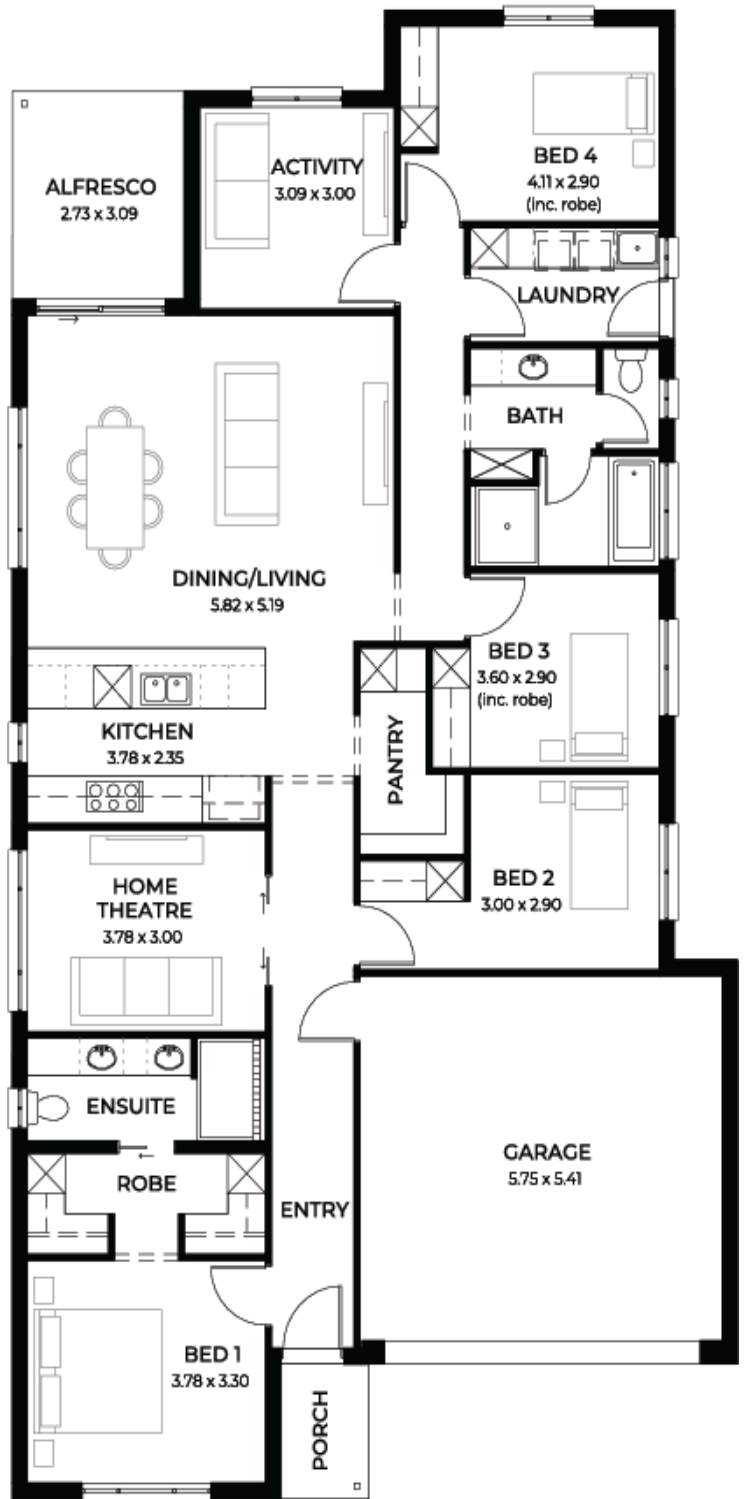 BED 4
4.11 x 2.90
(inc. robe)
ACTIVITY
3.09 x 3.00
ALFRESCO
2.73 x 3.09
LAUNDRY
BATH
DINING/LIVING
5.82 x 5.19
BED 3
3.60 x 2.90
(inc. robe)
KITCHEN
3.78 x 2.35
PANTRY
BED 2
3.00 x 2.90
HOME
THEATRE
3.78 x 3.00
ENSUITE
GARAGE
5.75 x 5.41
ROBE
ENTRY
BED 1
3.78 x 3.30
PORCH